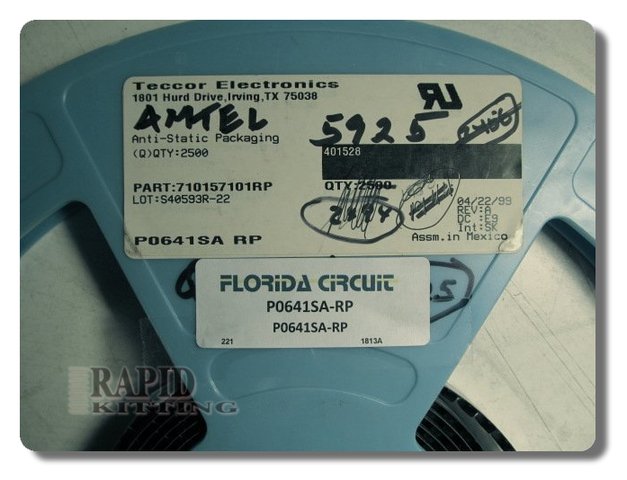 Teccor Electronics
1801 Hurd Drive,Irving,TX 75038
AMTEL
5925
Anti-Static Packaging
(Q)QTY:2500
401528
PART:710157101RP
QTY:2500
LOT:S40593R-22
04/22/99
REV:A
DC :E9
Int:SK
P0641SA RP
Assm.in Mexico
FLORIDA CIRCUIT
P0641SA-RP
P0641SA-RP
221 1813A
RAPID
KITTING